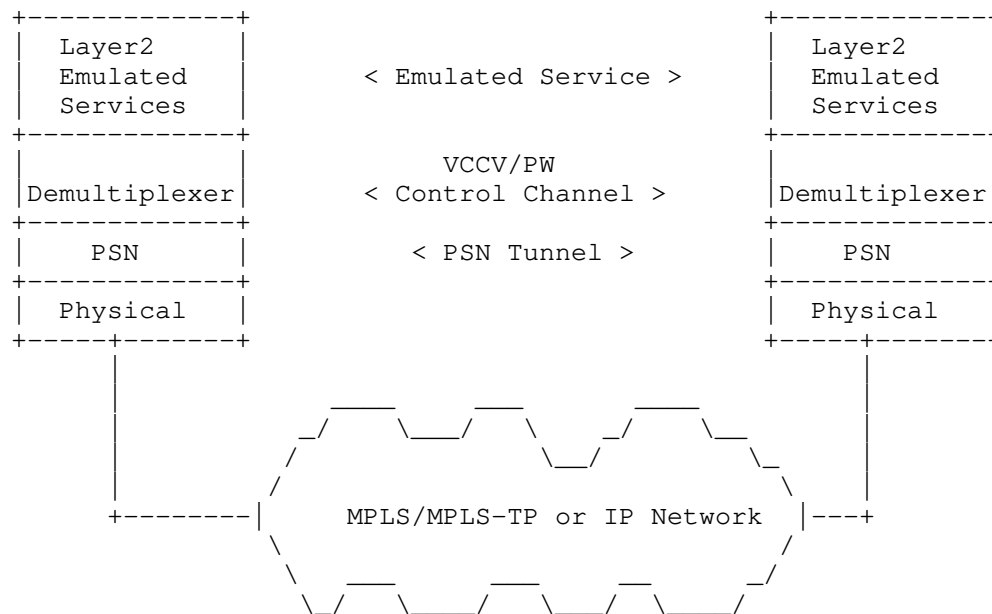 Layer2 Layer2
Emulated < Emulated Service > Emulated
Services Services
VCCV/PW
Demultiplexer < Control Channel > Demultiplexer
PSN < PSN Tunnel > PSN
Physical Physical
MPLS/MPLS-TP or IP Network